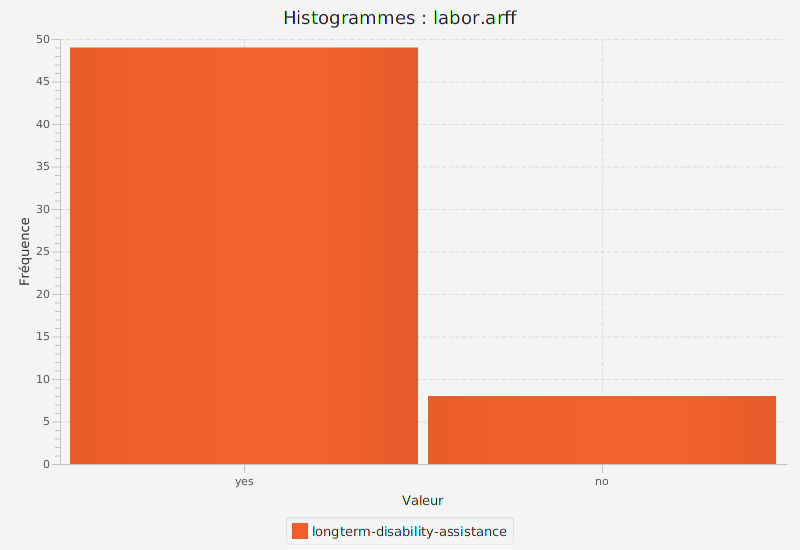 Histogrammes : labor.arff
50
45
40
35
30
25
20
15
10
5
0
Fréquence
yes
no
Valeur
longterm-disability-assistance